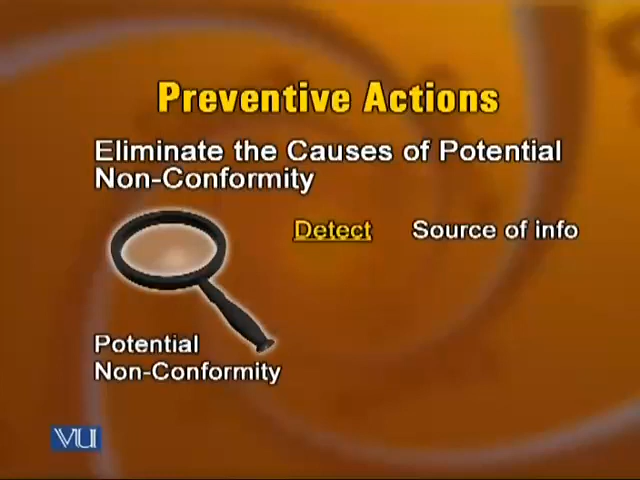 Preventive Actions
Eliminate the Causes of Potential
Non-Conformity
Detect Source of info
Potential
Non-Conformity
VU